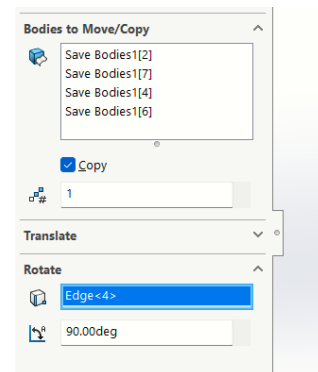 Bodies to Move/Copy
Save Bodies1[2]
Save Bodies1[7]
Save Bodies1[4]
Save Bodies1[6]
Copy
1
Translate
Rotate
Edge<4>
90.00deg